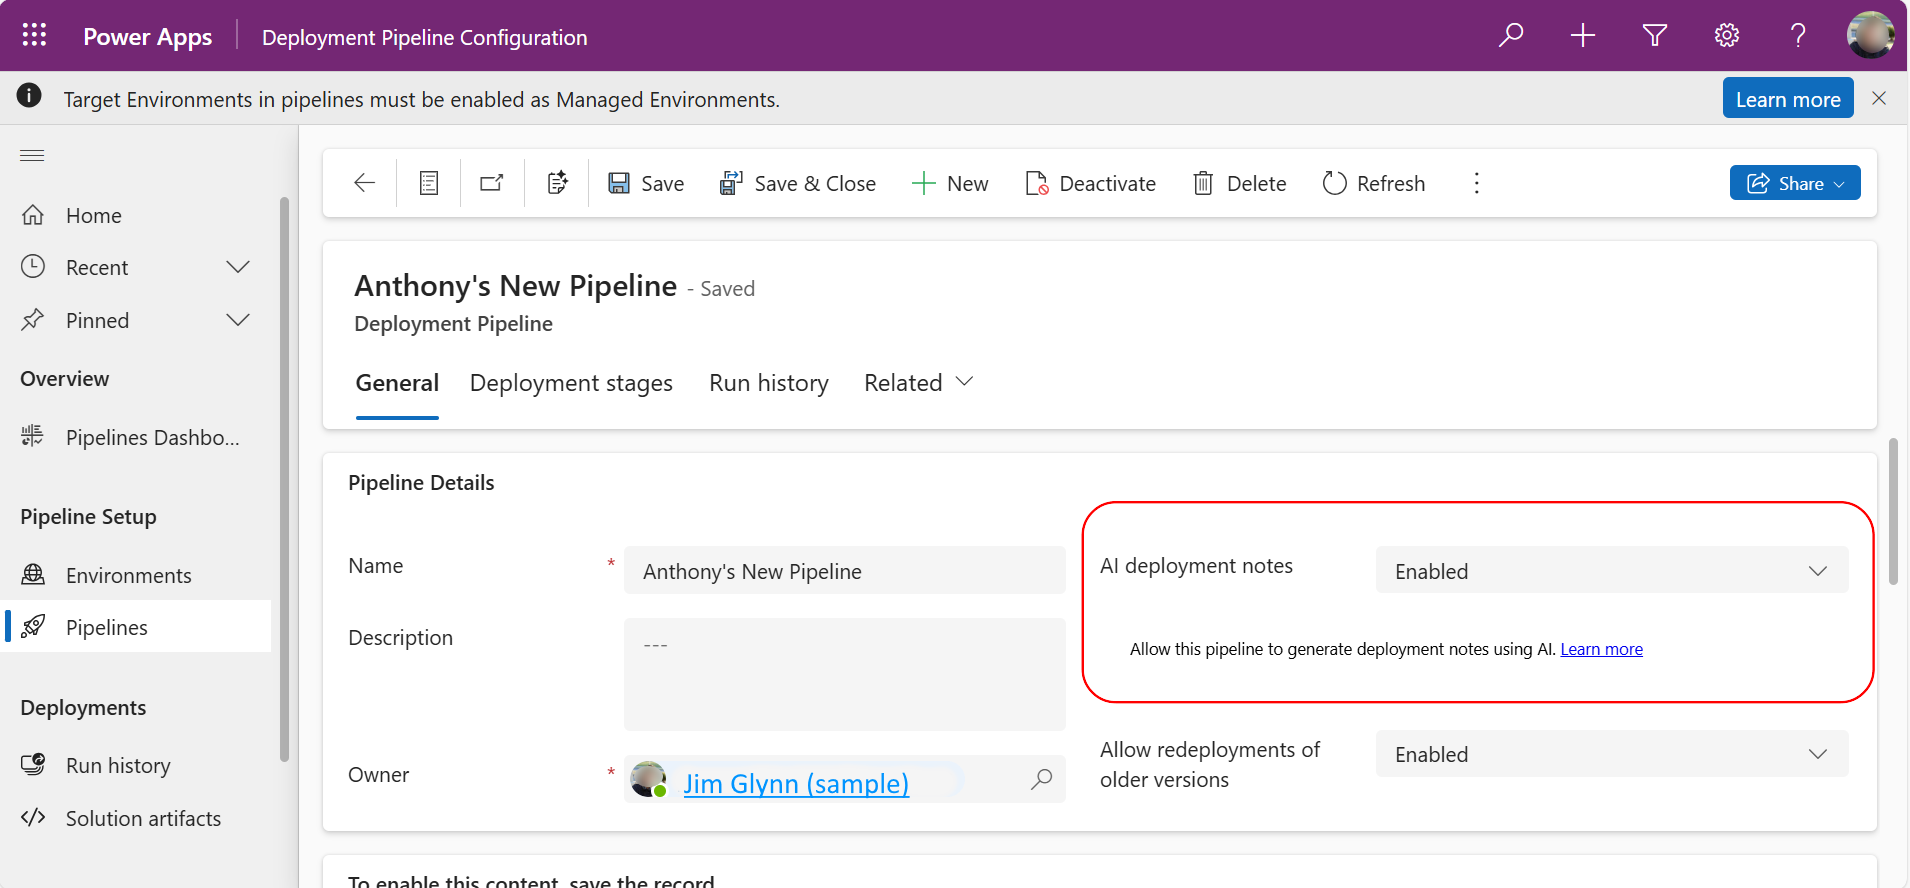 Power Apps
Deployment Pipeline Configuration
Target Environments in pipelines must be enabled as Managed Environments.
Learn more
Save
Save & Close
New
Deactivate
Delete
Refresh
Share
Home
Recent
Pinned
Overview
Pipelines Dashbo...
Pipeline Setup
Environments
Pipelines
Deployments
Run history
Solution artifacts
Anthony's New Pipeline - Saved
Deployment Pipeline
General
Deployment stages
Run history
Related
Pipeline Details
Name *
Anthony's New Pipeline
Description
---
Owner *
Jim Glynn (sample)
AI deployment notes
Enabled
Allow this pipeline to generate deployment notes using AI. Learn more
Allow redeployments of
older versions
Enabled
To enable this content, save the record